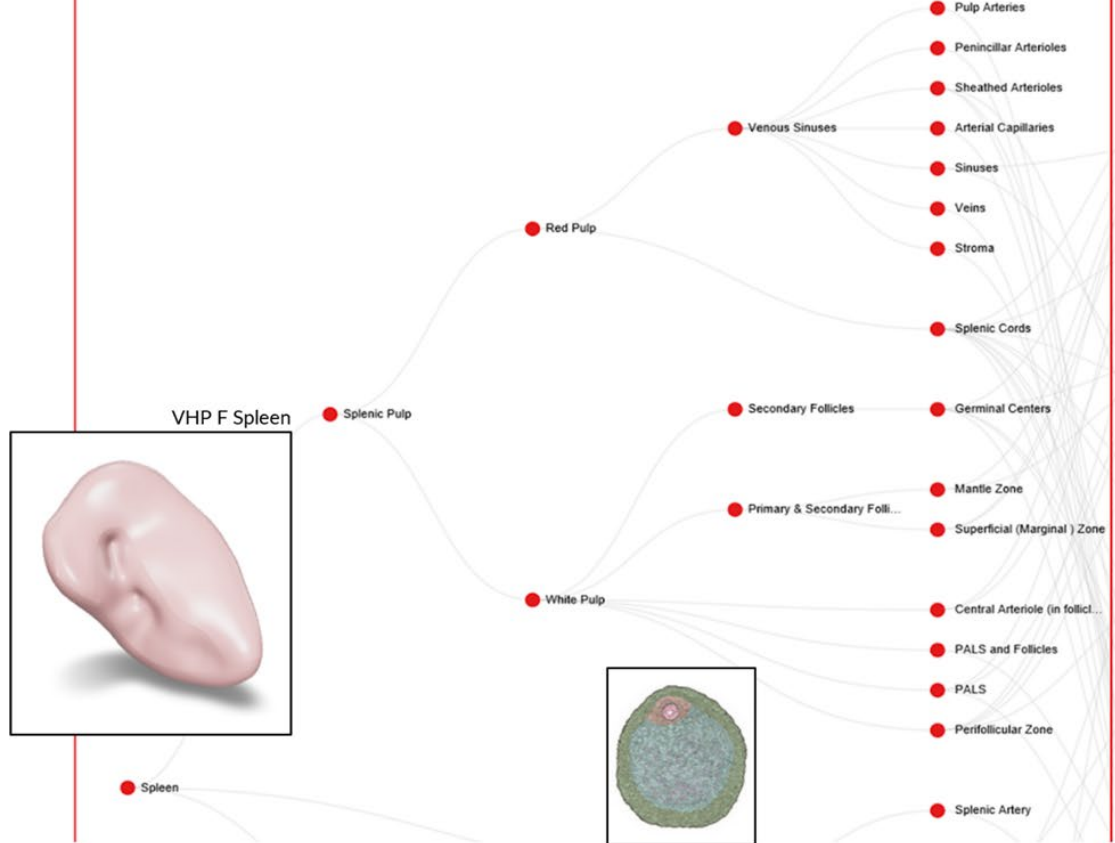 Pulp Arteries
Penincillar Arterioles
Sheathed Arterioles
Venous Sinuses
Arterial Capillaries
Sinuses
Veins
Red Pulp
Stroma
Splenic Cords
VHP F Spleen
Splenic Pulp
Secondary Follicles
Germinal Centers
Mantle Zone
Primary & Secondary Folli...
Superficial (Marginal ) Zone
White Pulp
Central Arteriole (in follicl...
PALS and Follicles
PALS
Perifollicular Zone
Spleen
Splenic Artery